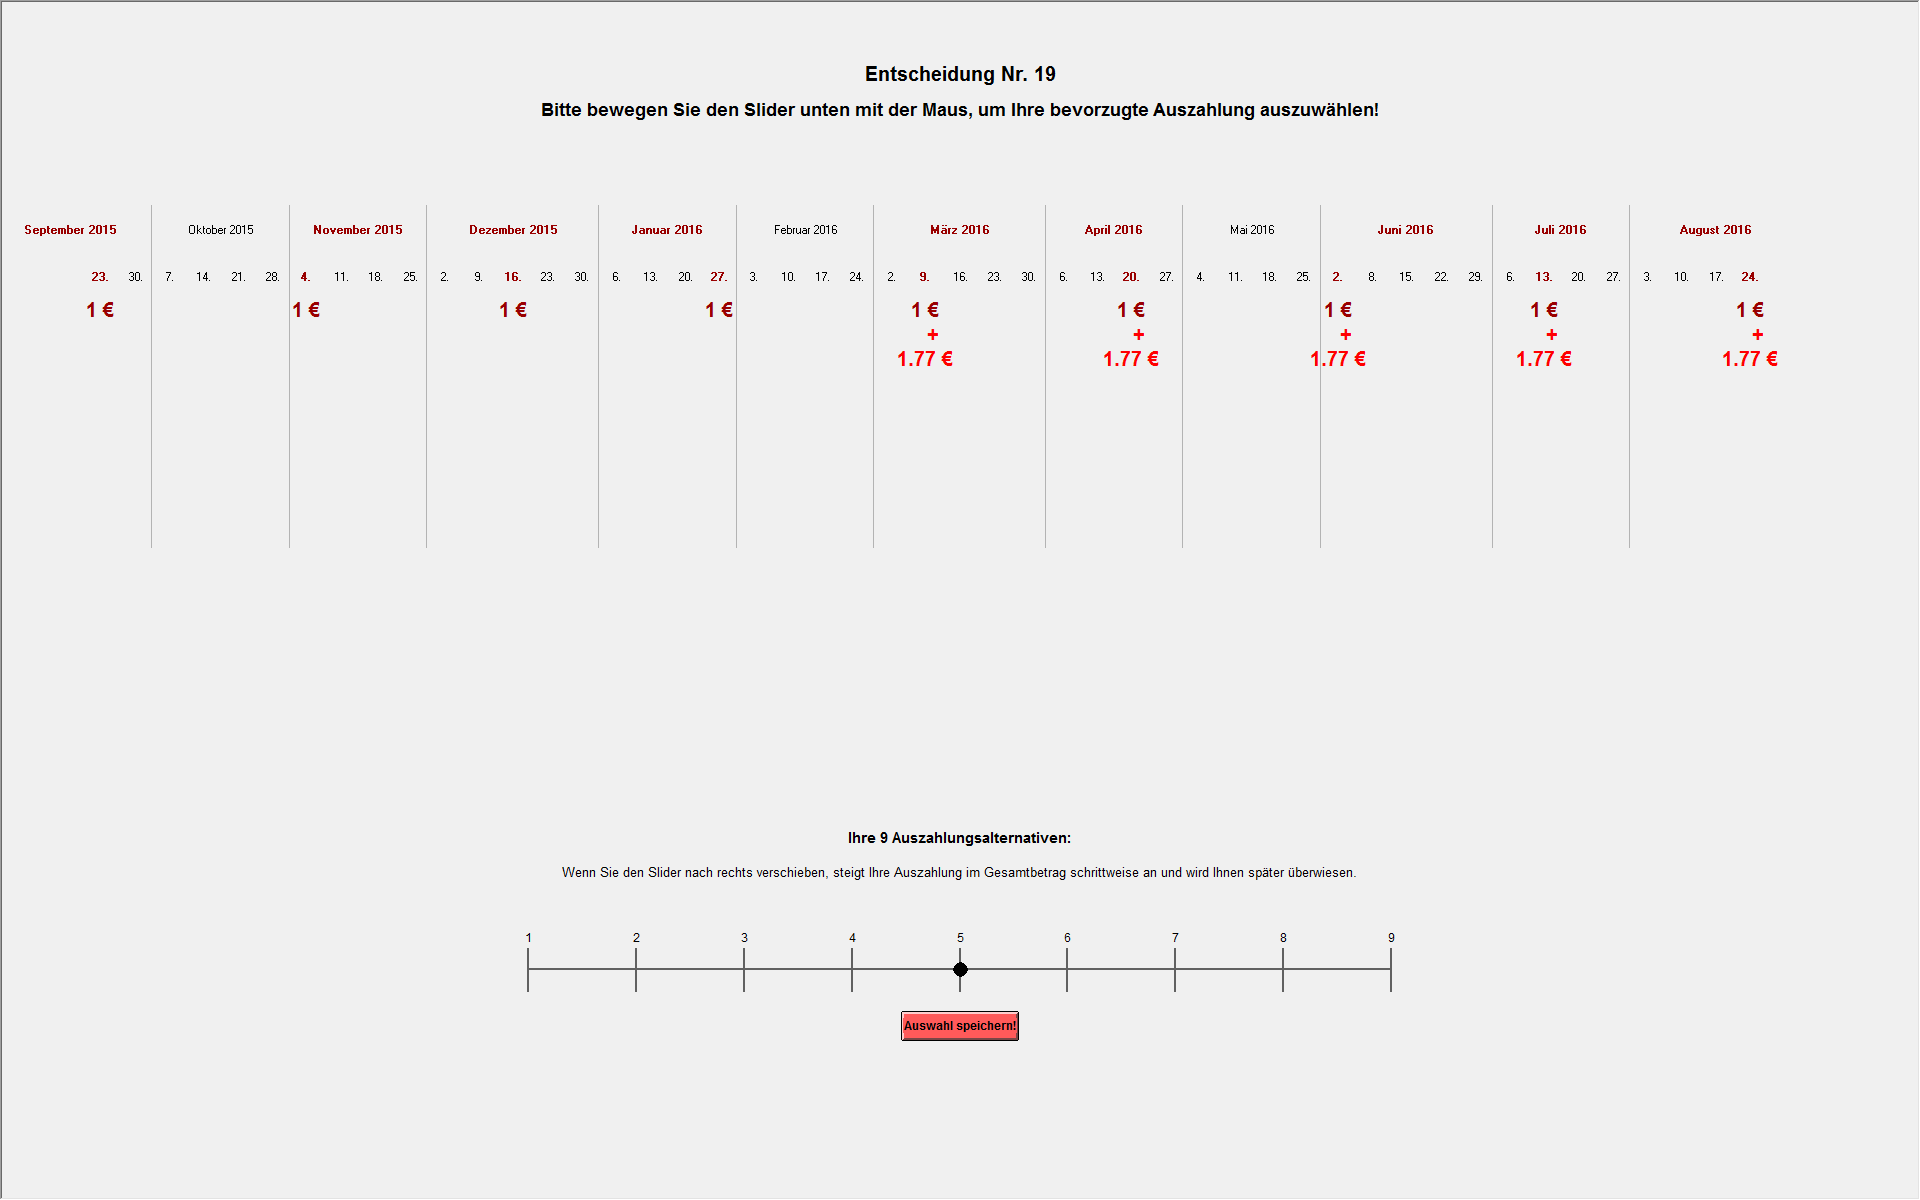 Entscheidung Nr. 19
Bitte bewegen Sie den Slider unten mit der Maus, um Ihre bevorzugte Auszahlung auszuwählen!
September 2015 Oktober 2015 November 2015 Dezember 2015 Januar 2016 Februar 2016 März 2016 April 2016 Mai 2016 Juni 2016 Juli 2016 August 2016
23. 30. 7. 14. 21. 28. 4. 11. 18. 25. 2. 9. 16. 23. 30. 6. 13. 20. 27. 3. 10. 17. 24. 2. 9. 16. 23. 30. 6. 13. 20. 27. 4. 11. 18. 25. 2. 8. 15. 22. 29. 6. 13. 20. 27. 3. 10. 17. 24.
1 € 1 € 1 € 1 € 1 € 1 € 1 € 1 € 1 €
+ + + + +
1.77 € 1.77 € 1.77 € 1.77 € 1.77 €
Ihre 9 Auszahlungsalternativen:
Wenn Sie den Slider nach rechts verschieben, steigt Ihre Auszahlung im Gesamtbetrag schrittweise an und wird Ihnen später überwiesen.
1 2 3 4 5 6 7 8 9
Auswahl speichern!